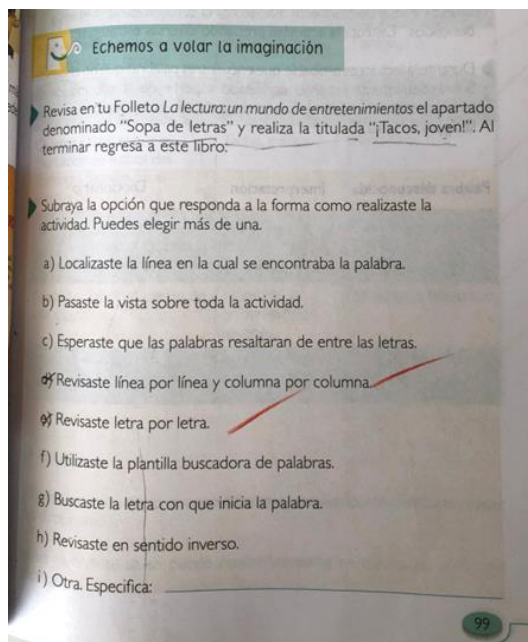 Echemos a volar la imaginación
Revisa en tu Folleto La lectura: un mundo de entretenimientos el apartado
denominado "Sopa de letras" y realiza la titulada "¡Tacos, joven!". Al
terminar regresa a este libro.
Subraya la opción que responda a la forma como realizaste la
actividad. Puedes elegir más de una.
a) Localizaste la línea en la cual se encontraba la palabra.
b) Pasaste la vista sobre toda la actividad.
c) Esperaste que las palabras resaltaran de entre las letras.
d) Revisaste línea por línea y columna por columna.
e) Revisaste letra por letra.
f) Utilizaste la plantilla buscadora de palabras.
g) Buscaste la letra con que inicia la palabra.
h) Revisaste en sentido inverso.
i) Otra. Especifica:
99